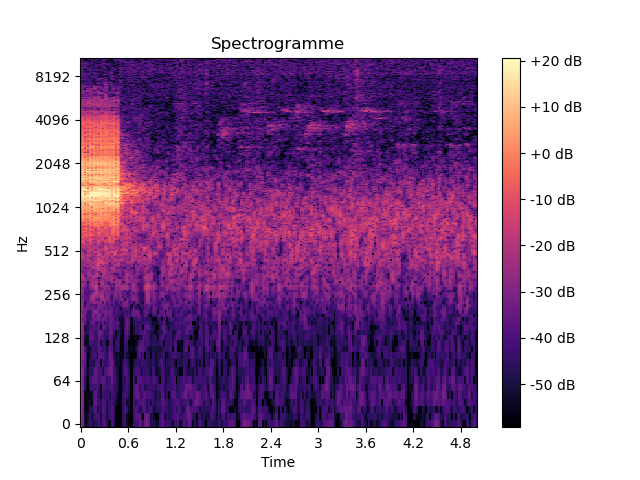 Spectrogramme
Hz
8192
4096
2048
1024
512
256
128
64
0
0 0.6 1.2 1.8 2.4 3 3.6 4.2 4.8
Time
+20 dB
+10 dB
+0 dB
-10 dB
-20 dB
-30 dB
-40 dB
-50 dB